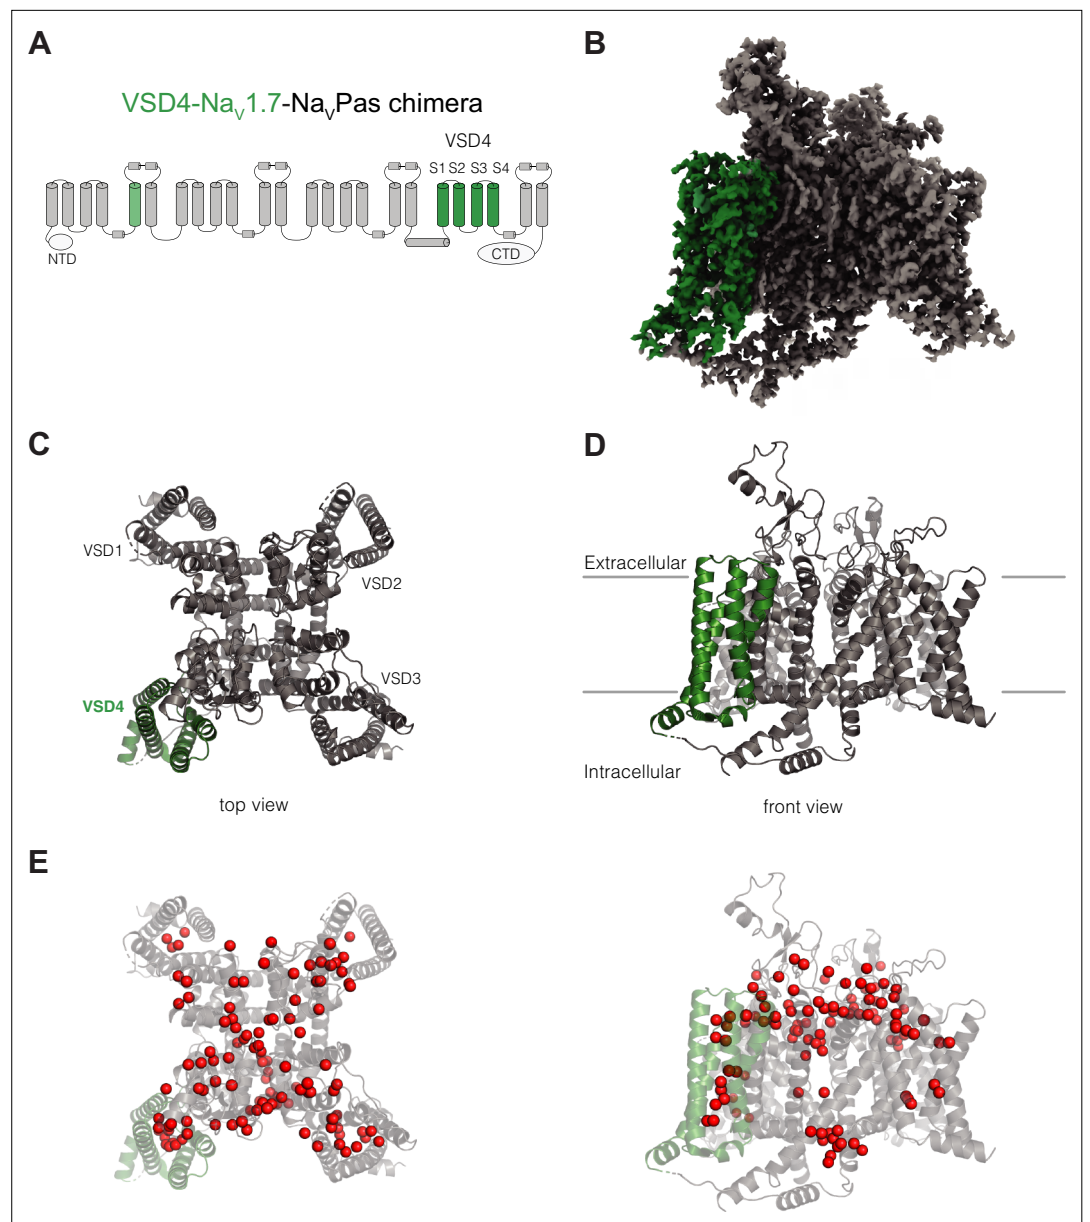 A
B
VSD4-NaV1.7-NaVPas chimera
VSD4
S1 S2 S3 S4
NTD
CTD
C
D
VSD1
VSD2
VSD3
VSD4
top view
Extracellular
Intracellular
front view
E